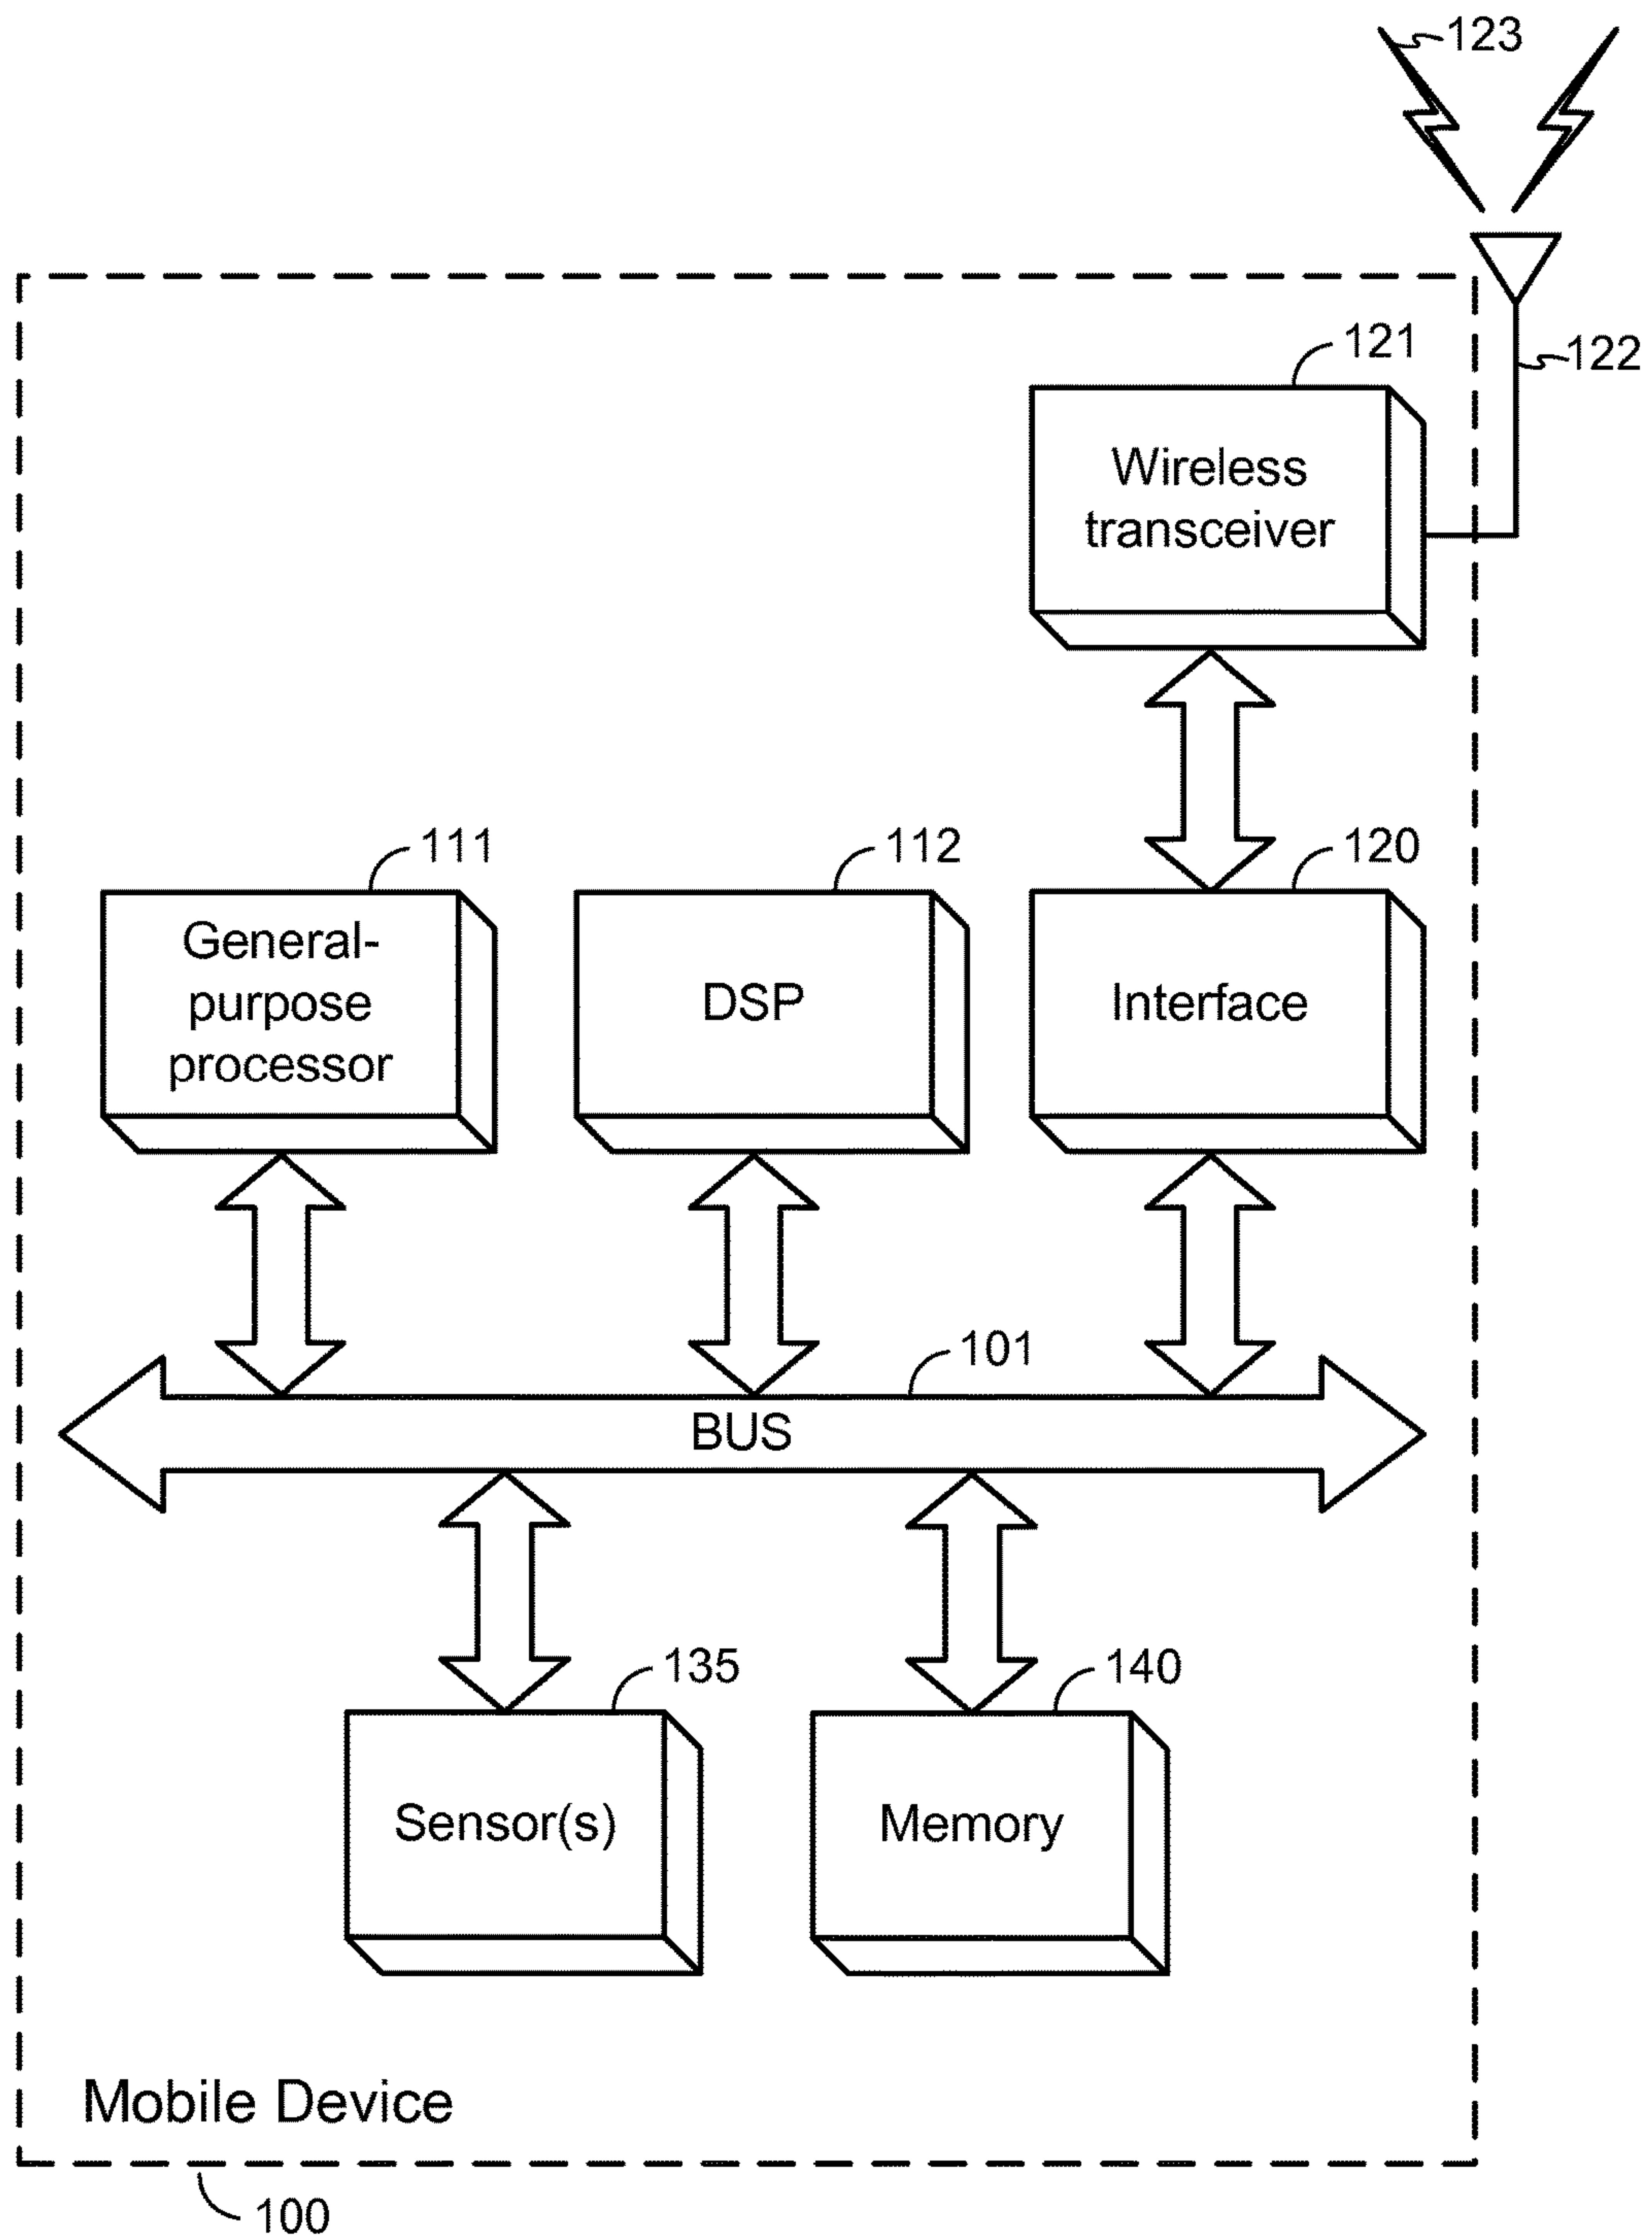 123
121
122
Wireless
transceiver
111
112
120
General-
purpose
processor
DSP
Interface
101
BUS
135
140
Sensor(s)
Memory
Mobile Device
100